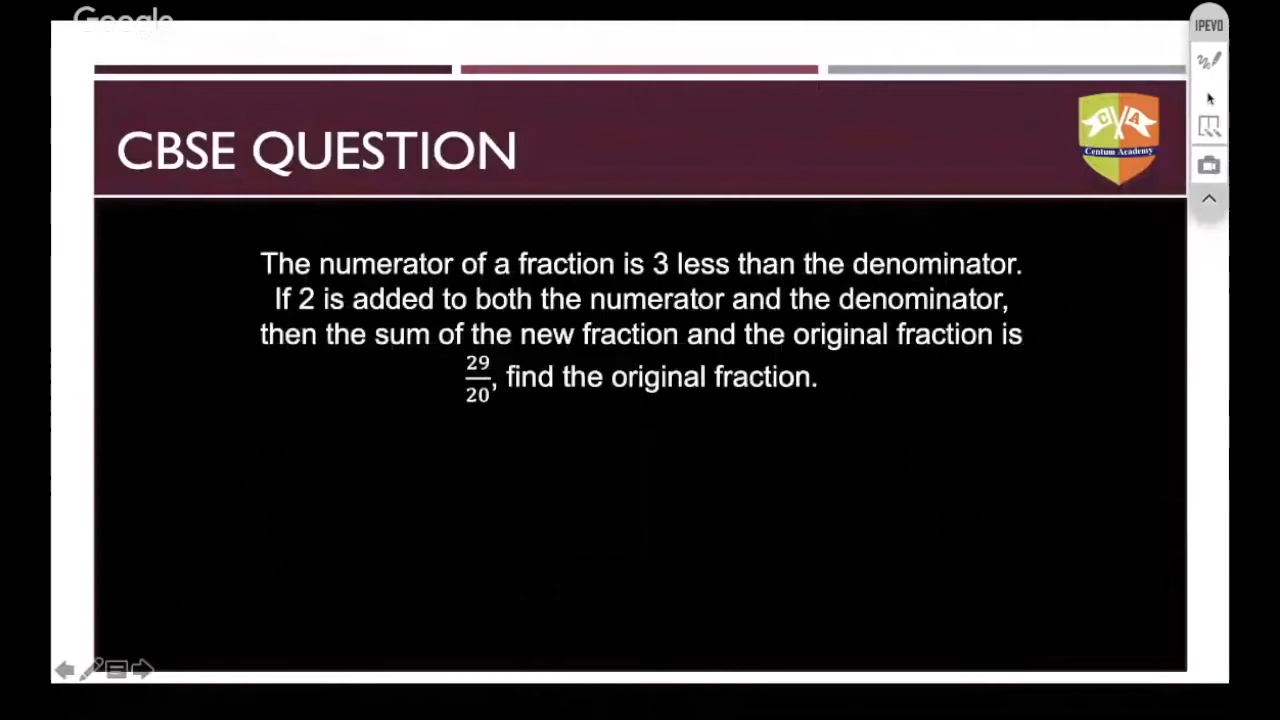 Google
IPEVO
CBSE QUESTION
C A
Centum Academy
The numerator of a fraction is 3 less than the denominator.
If 2 is added to both the numerator and the denominator,
then the sum of the new fraction and the original fraction is
29/20, find the original fraction.